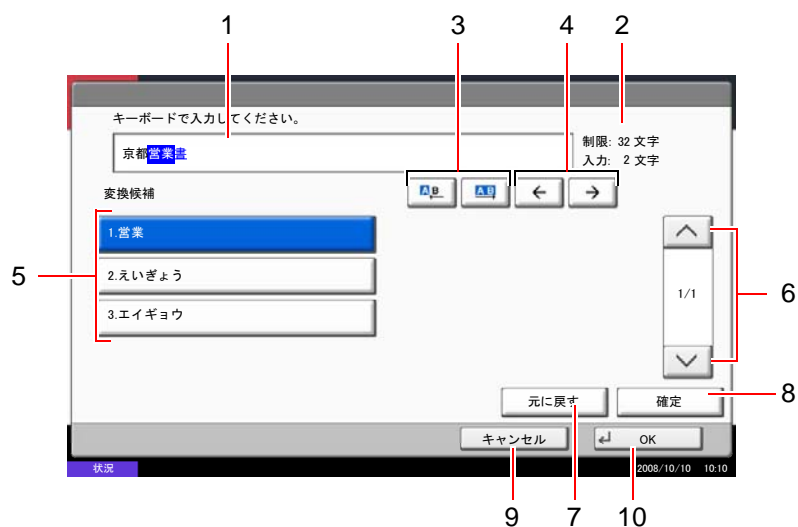 1
3
4
2
キーボードで入力してください。
京都営業書
制限: 32 文字
入力: 2 文字
変換候補
A B
A B
← →
1.営業
2.えいぎょう
3.エイギョウ
1/1
5
6
元に戻す
確定
8
キャンセル
OK
状況
2008/10/10 10:10
9
7
10